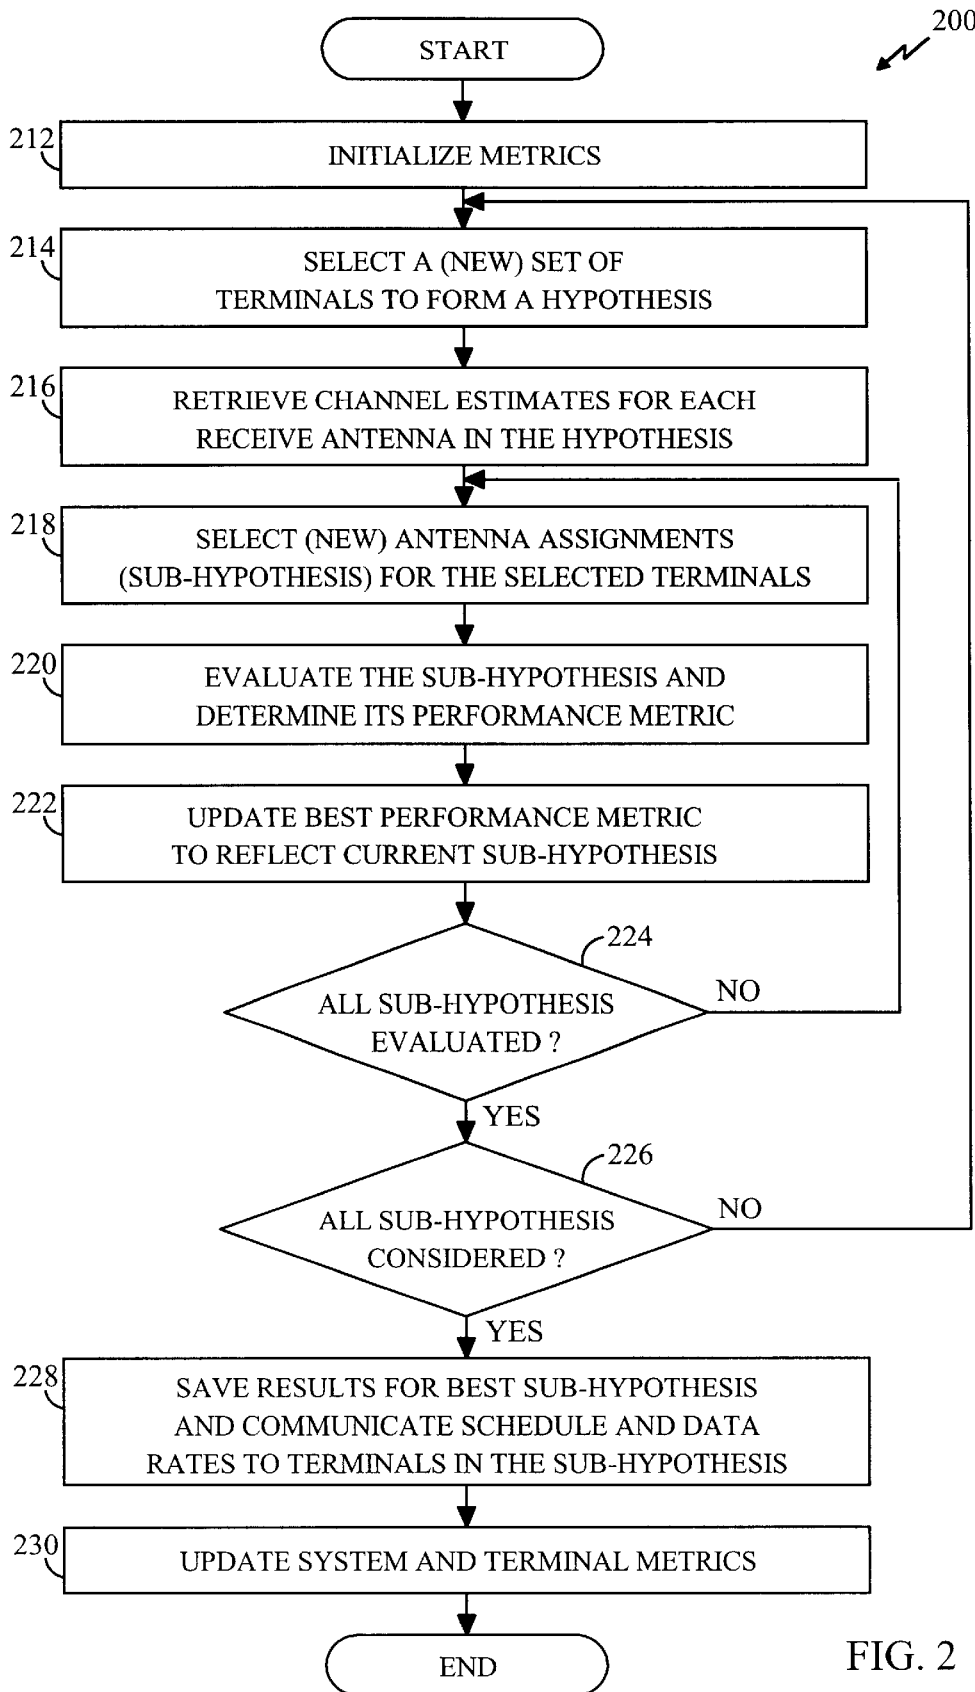 200
START
212
INITIALIZE METRICS
214
SELECT A (NEW) SET OF
TERMINALS TO FORM A HYPOTHESIS
216
RETRIEVE CHANNEL ESTIMATES FOR EACH
RECEIVE ANTENNA IN THE HYPOTHESIS
218
SELECT (NEW) ANTENNA ASSIGNMENTS
(SUB-HYPOTHESIS) FOR THE SELECTED TERMINALS
220
EVALUATE THE SUB-HYPOTHESIS AND
DETERMINE ITS PERFORMANCE METRIC
222
UPDATE BEST PERFORMANCE METRIC
TO REFLECT CURRENT SUB-HYPOTHESIS
224
ALL SUB-HYPOTHESIS
EVALUATED ?
NO
YES
226
ALL SUB-HYPOTHESIS
CONSIDERED ?
NO
YES
228
SAVE RESULTS FOR BEST SUB-HYPOTHESIS
AND COMMUNICATE SCHEDULE AND DATA
RATES TO TERMINALS IN THE SUB-HYPOTHESIS
230
UPDATE SYSTEM AND TERMINAL METRICS
END
FIG. 2